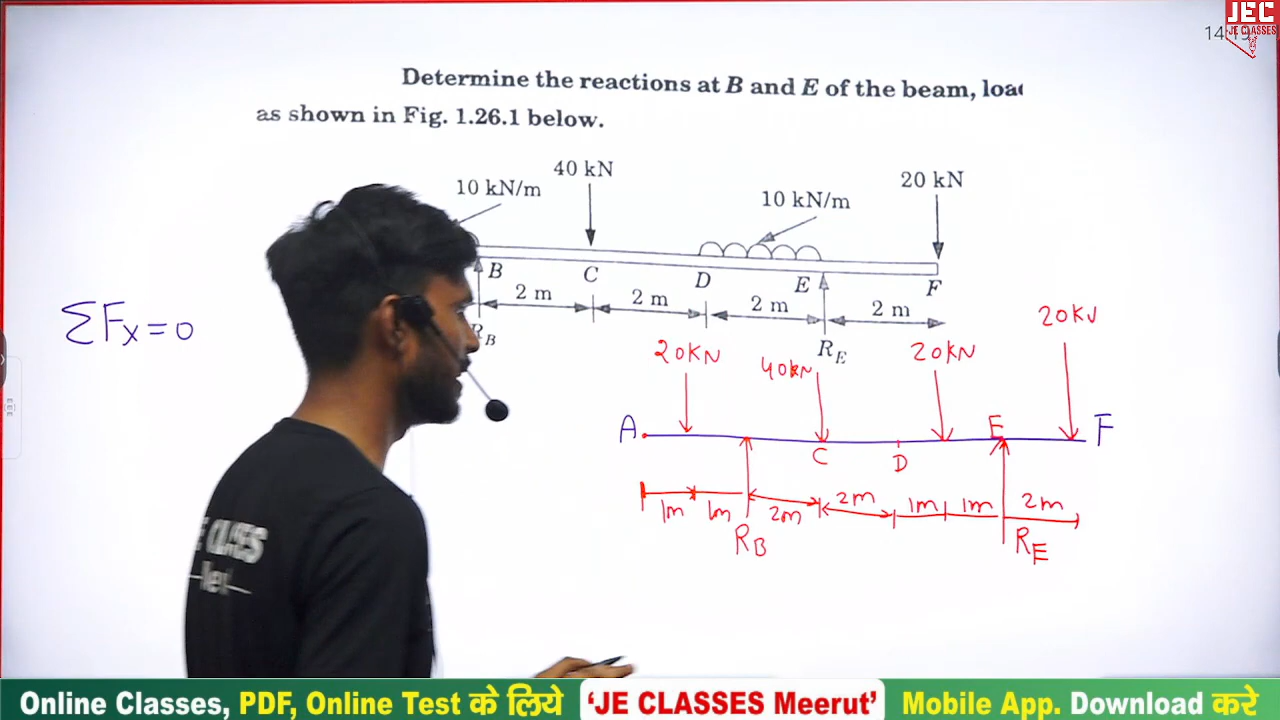 JEC
JE CLASSES
Determine the reactions at B and E of the beam,
as shown in Fig. 1.26.1 below.
40 kN
10 kN/m
20 kN
10 kN/m
B
C
D
E
F
2 m
2 m
2 m
2 m
R_E
ΣFx=0
20KN
40kN
20KN
A
C
D
E
F
1m
1m
2m
2m
1m
1m
2m
R_B
R_E
Online Classes, PDF, Online Test के लिये 'JE CLASSES Meerut' Mobile App. Download करे